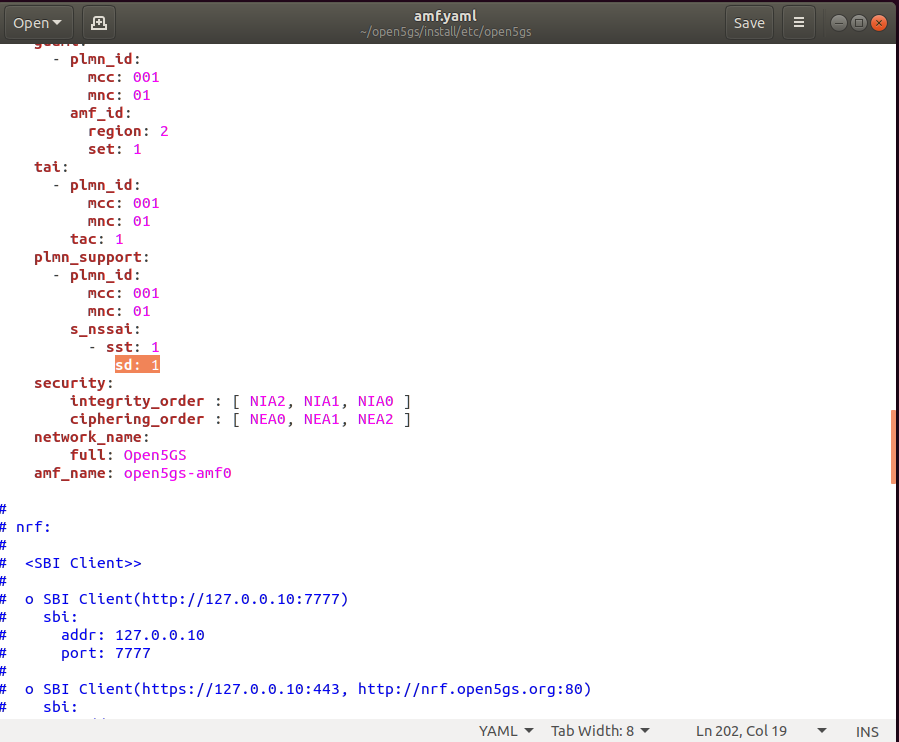 Open
amf.yaml
~/open5gs/install/etc/open5gs
Save
  - plmn_id:
      mcc: 001
      mnc: 01
    amf_id:
      region: 2
      set: 1
tai:
  - plmn_id:
      mcc: 001
      mnc: 01
    tac: 1
plmn_support:
  - plmn_id:
      mcc: 001
      mnc: 01
    s_nssai:
      - sst: 1
        sd: 1
security:
    integrity_order : [ NIA2, NIA1, NIA0 ]
    ciphering_order : [ NEA0, NEA1, NEA2 ]
network_name:
    full: Open5GS
amf_name: open5gs-amf0
#
# nrf:
#
#  <SBI Client>>
#
#  o SBI Client(http://127.0.0.10:7777)
#    sbi:
#      addr: 127.0.0.10
#      port: 7777
#
#  o SBI Client(https://127.0.0.10:443, http://nrf.open5gs.org:80)
#    sbi:
YAML Tab Width: 8 Ln 202, Col 19 INS